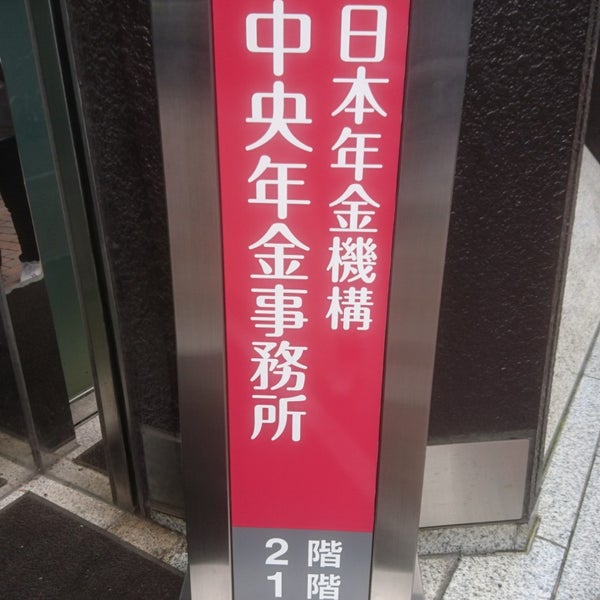 日本年金機構
中央年金事務所
2階
1階